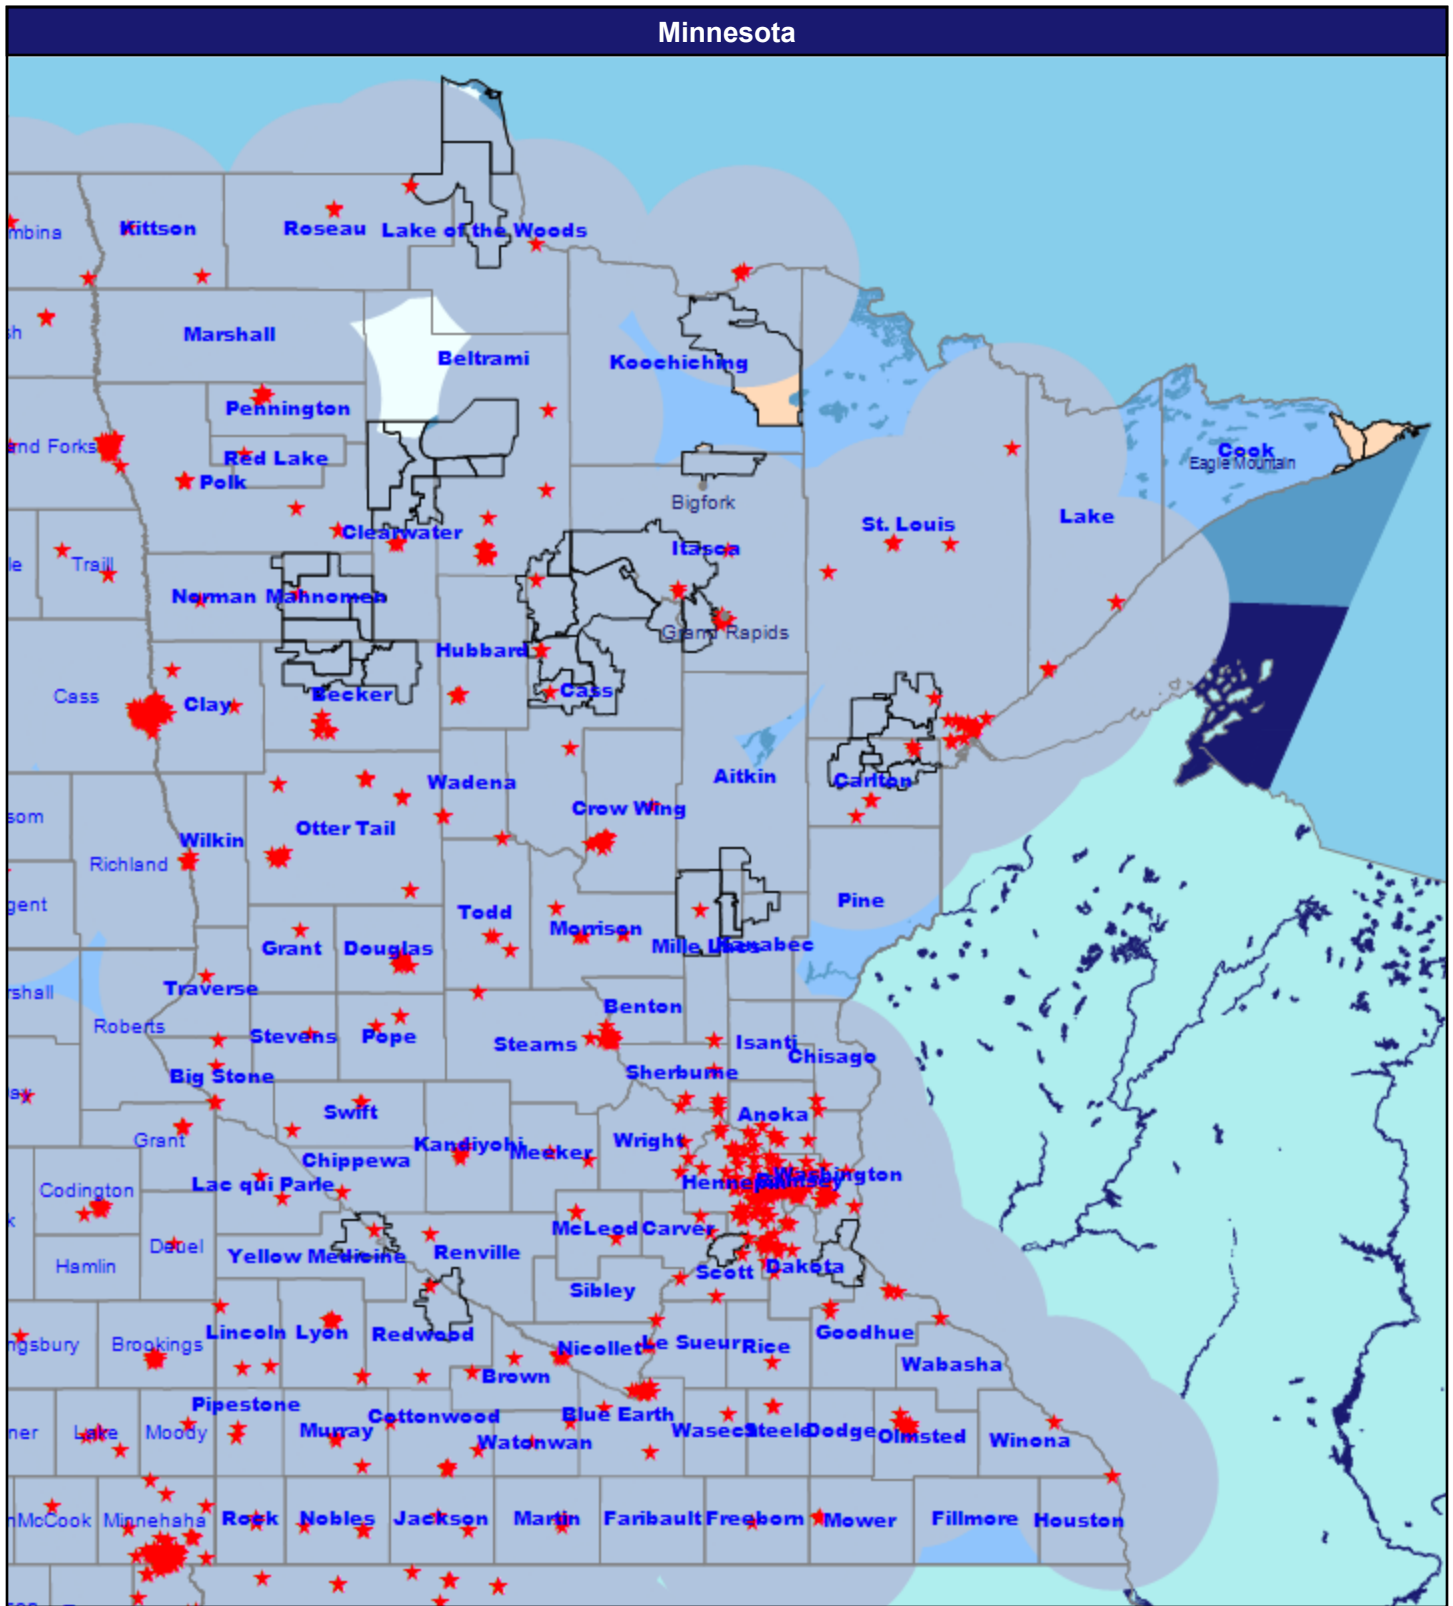 Minnesota
mbina
Kittson
Roseau
Lake of the Woods
sh
Marshall
Beltrami
Koochiching
Pennington
and Forks
Red Lake
Polk
Cook
Eagle Mountain
Bigfork
Clearwater
St. Louis
Lake
Itasca
le
Traill
Norman
Mahnomen
Grand Rapids
Hubbard
Cass
Clay
Becker
Cass
Wadena
Aitkin
Carlton
som
Crow Wing
Otter Tail
Wilkin
Richland
gent
Pine
Todd
Morrison
Grant
Douglas
Mille Lacs
Kanabec
rshall
Traverse
Roberts
Benton
Stevens
Pope
Stearns
Isanti
Chisago
Big Stone
Sherburne
Swift
Anoka
Grant
Kandiyohi
Meeker
Wright
Chippewa
Codington
Lac qui Parle
Hennepin
Ramsey
Washington
k
McLeod
Carver
Deuel
Yellow Medicine
Renville
Hamlin
Scott
Dakota
Sibley
ngsbury
Brookings
Lincoln
Lyon
Redwood
Nicollet
Le Sueur
Rice
Goodhue
Wabasha
Brown
Pipestone
Cottonwood
Blue Earth
ner
Lake
Moody
Murray
Watonwan
Waseca
Steele
Dodge
Olmsted
Winona
McCook
Minnehaha
Rock
Nobles
Jackson
Martin
Faribault
Freeborn
Mower
Fillmore
Houston